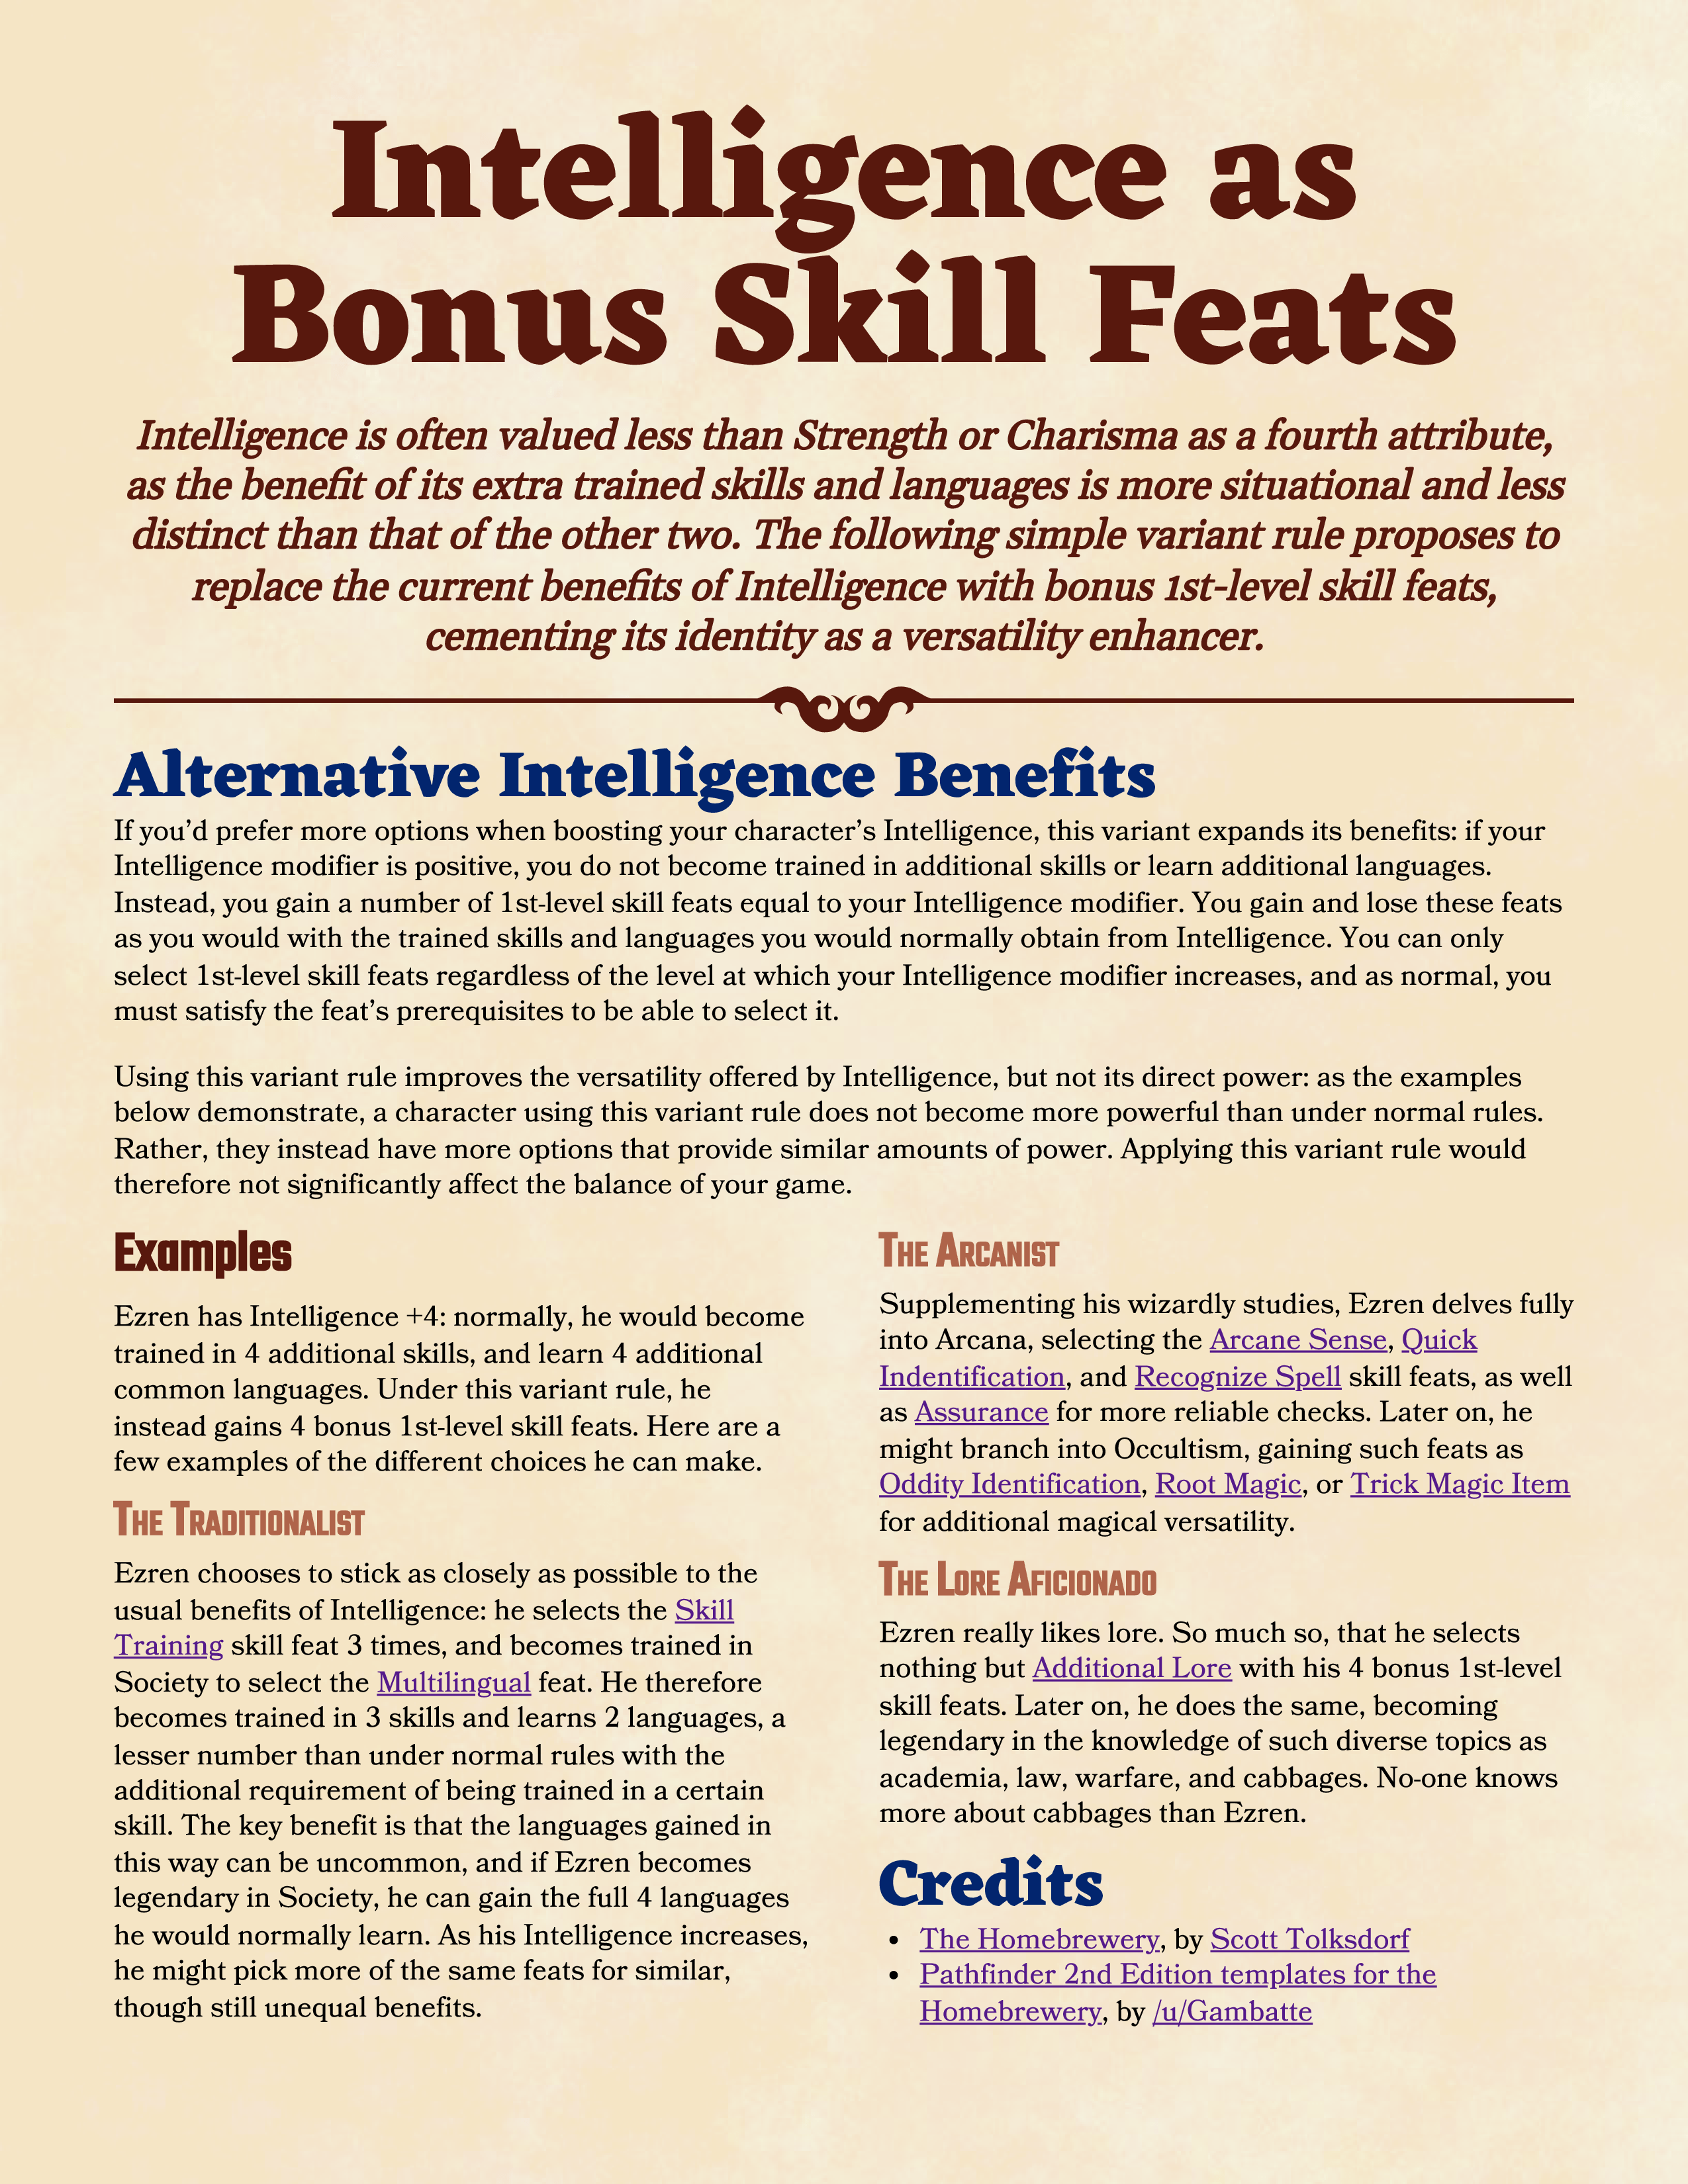 Intelligence as
Bonus Skill Feats
Intelligence is often valued less than Strength or Charisma as a fourth attribute,
as the benefit of its extra trained skills and languages is more situational and less
distinct than that of the other two. The following simple variant rule proposes to
replace the current benefits of Intelligence with bonus 1st-level skill feats,
cementing its identity as a versatility enhancer.
Alternative Intelligence Benefits
If you’d prefer more options when boosting your character’s Intelligence, this variant expands its benefits: if your
Intelligence modifier is positive, you do not become trained in additional skills or learn additional languages.
Instead, you gain a number of 1st-level skill feats equal to your Intelligence modifier. You gain and lose these feats
as you would with the trained skills and languages you would normally obtain from Intelligence. You can only
select 1st-level skill feats regardless of the level at which your Intelligence modifier increases, and as normal, you
must satisfy the feat’s prerequisites to be able to select it.
Using this variant rule improves the versatility offered by Intelligence, but not its direct power: as the examples
below demonstrate, a character using this variant rule does not become more powerful than under normal rules.
Rather, they instead have more options that provide similar amounts of power. Applying this variant rule would
therefore not significantly affect the balance of your game.
Examples
Ezren has Intelligence +4: normally, he would become
trained in 4 additional skills, and learn 4 additional
common languages. Under this variant rule, he
instead gains 4 bonus 1st-level skill feats. Here are a
few examples of the different choices he can make.
The Traditionalist
Ezren chooses to stick as closely as possible to the
usual benefits of Intelligence: he selects the Skill
Training skill feat 3 times, and becomes trained in
Society to select the Multilingual feat. He therefore
becomes trained in 3 skills and learns 2 languages, a
lesser number than under normal rules with the
additional requirement of being trained in a certain
skill. The key benefit is that the languages gained in
this way can be uncommon, and if Ezren becomes
legendary in Society, he can gain the full 4 languages
he would normally learn. As his Intelligence increases,
he might pick more of the same feats for similar,
though still unequal benefits.
The Arcanist
Supplementing his wizardly studies, Ezren delves fully
into Arcana, selecting the Arcane Sense, Quick
Indentification, and Recognize Spell skill feats, as well
as Assurance for more reliable checks. Later on, he
might branch into Occultism, gaining such feats as
Oddity Identification, Root Magic, or Trick Magic Item
for additional magical versatility.
The Lore Aficionado
Ezren really likes lore. So much so, that he selects
nothing but Additional Lore with his 4 bonus 1st-level
skill feats. Later on, he does the same, becoming
legendary in the knowledge of such diverse topics as
academia, law, warfare, and cabbages. No-one knows
more about cabbages than Ezren.
Credits
• The Homebrewery, by Scott Tolksdorf
• Pathfinder 2nd Edition templates for the
Homebrewery, by /u/Gambatte